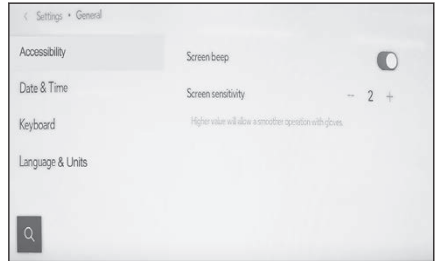 < Settings • General
Accessibility
Screen beep
Date & Time
Screen sensitivity
− 2 +
Higher value will allow a smoother operation with gloves.
Keyboard
Language & Units